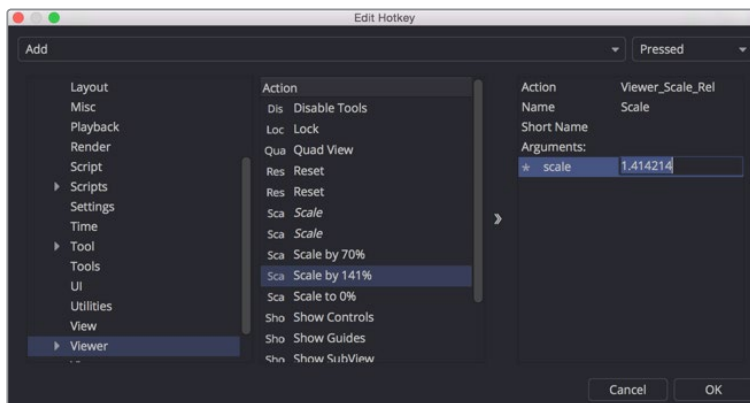 Edit Hotkey
Add
Pressed
Layout
Misc
Playback
Render
Script
Scripts
Settings
Time
Tool
Tools
UI
Utilities
View
Viewer
Action
Dis Disable Tools
Loc Lock
Qua Quad View
Res Reset
Res Reset
Sca Scale
Sca Scale
Sca Scale by 70%
Sca Scale by 141%
Sca Scale to 0%
Sho Show Controls
Sho Show Guides
Sho Show SubView
Action Viewer_Scale_Rel
Name Scale
Short Name
Arguments:
* scale 1.414214
Cancel
OK